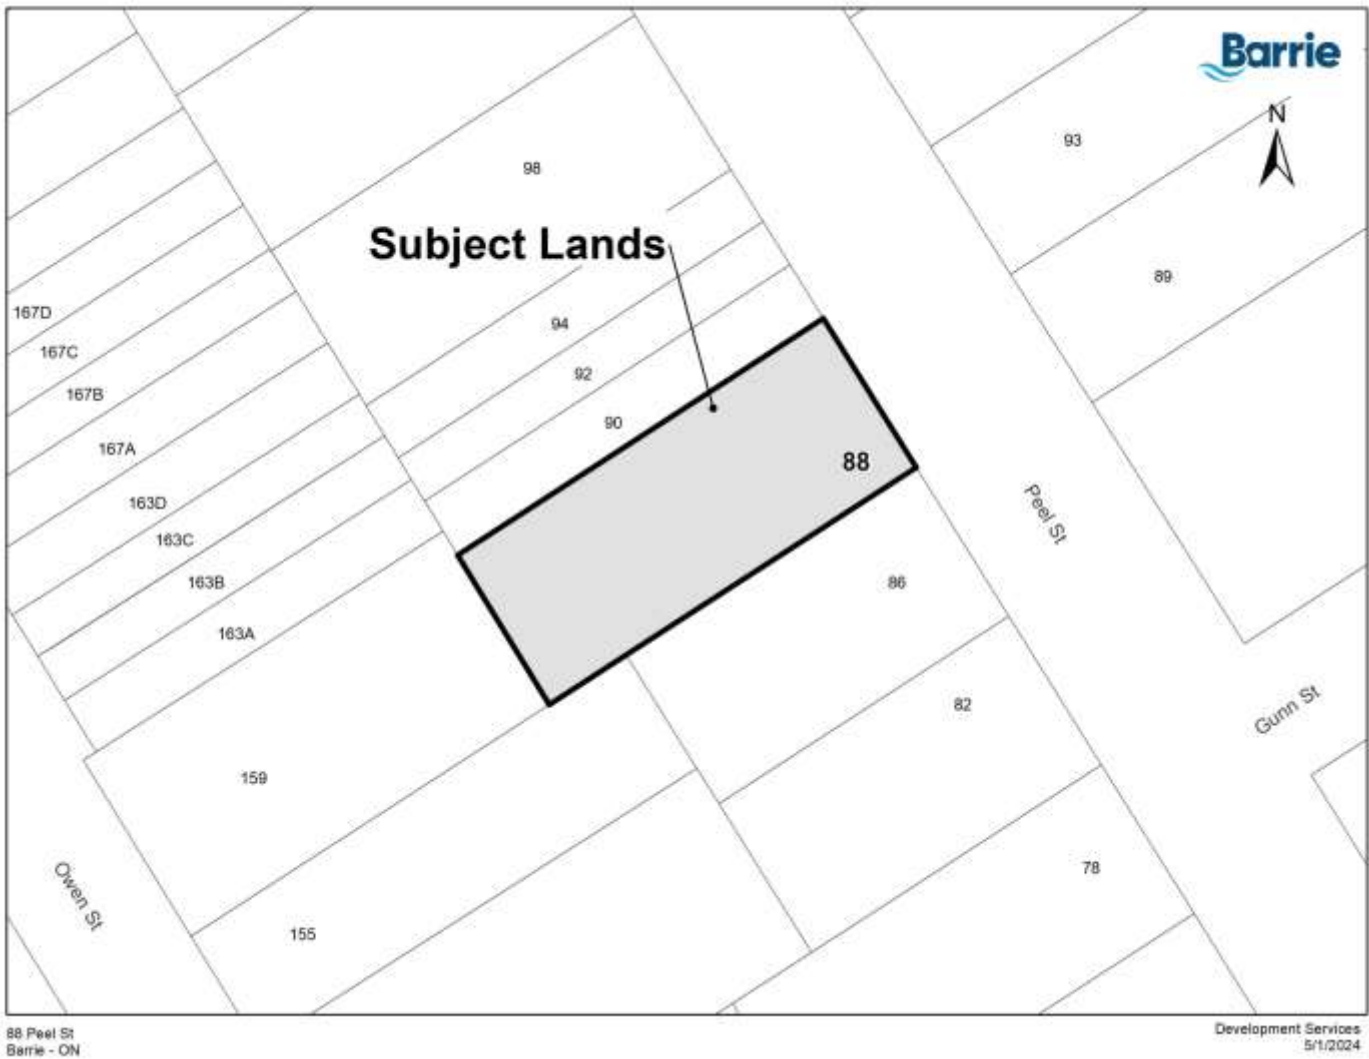 Barrie
N
93
98
Subject Lands
89
167D
94
167C
92
167B
90
167A
88
163D
Peel St
163C
163B
86
163A
82
Gunn St
159
78
Owen St
155
88 Peel St
Barrie - ON
Development Services
5/1/2024